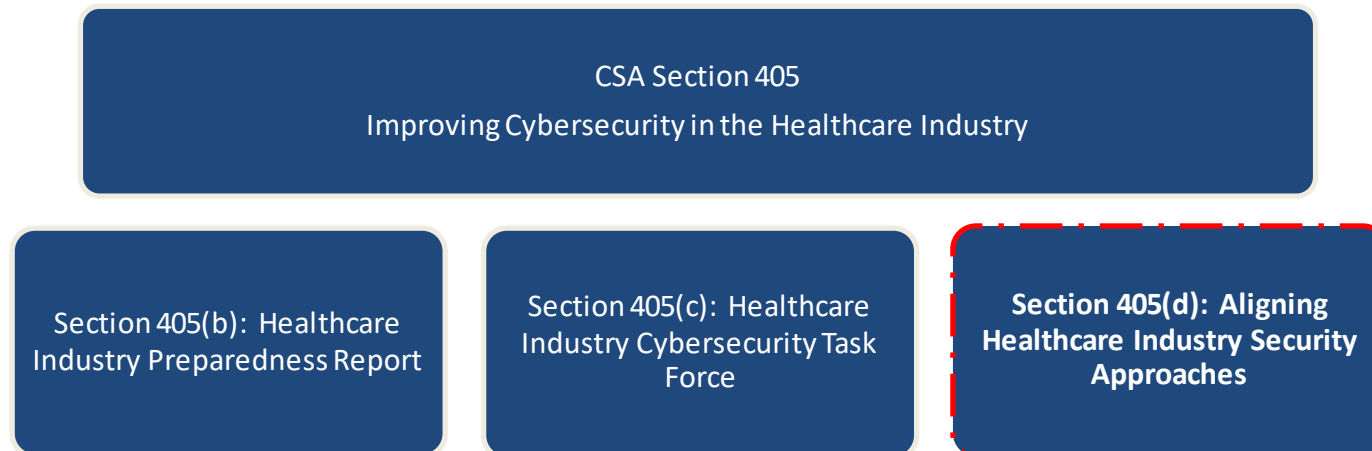 CSA Section 405
Improving Cybersecurity in the Healthcare Industry
Section 405(b): Healthcare
Industry Preparedness Report
Section 405(c): Healthcare
Industry Cybersecurity Task
Force
Section 405(d): Aligning
Healthcare Industry Security
Approaches